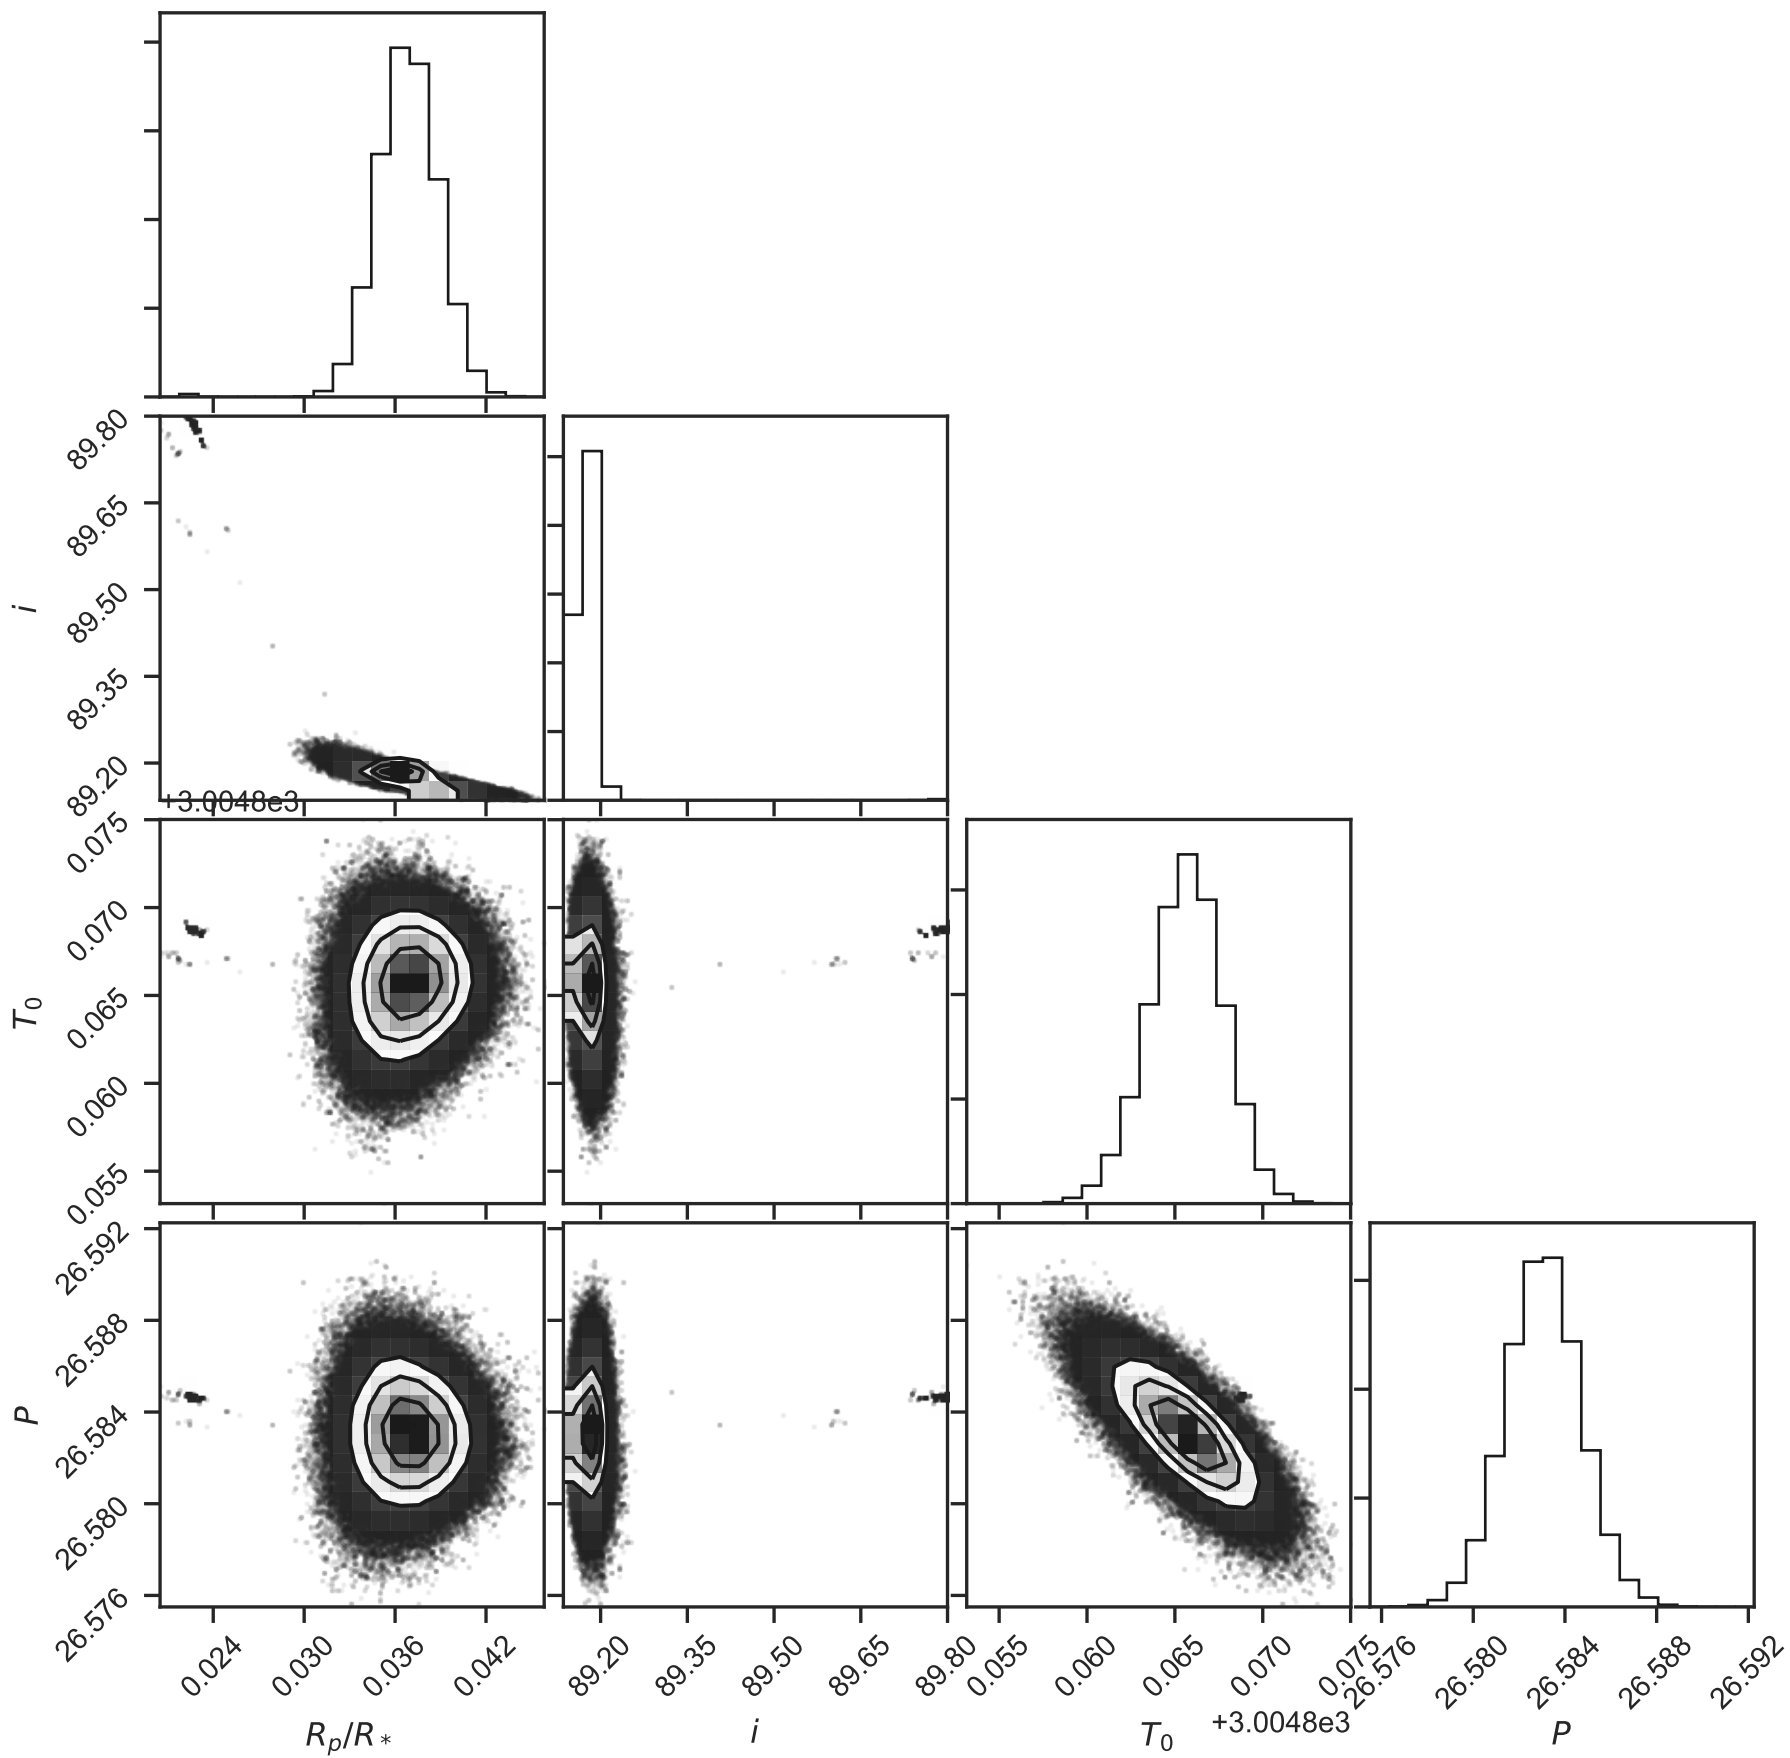 89.80
89.65
89.50
89.35
89.20
i
+3.0048e3
0.075
0.070
0.065
0.060
0.055
T0
26.592
26.588
26.584
26.580
26.576
P
0.024 0.030 0.036 0.042
89.20 89.35 89.50 89.65 89.80
0.055 0.060 0.065 0.070 0.075
26.576 26.580 26.584 26.588 26.592
Rp/R*
i
T0
+3.0048e3
P